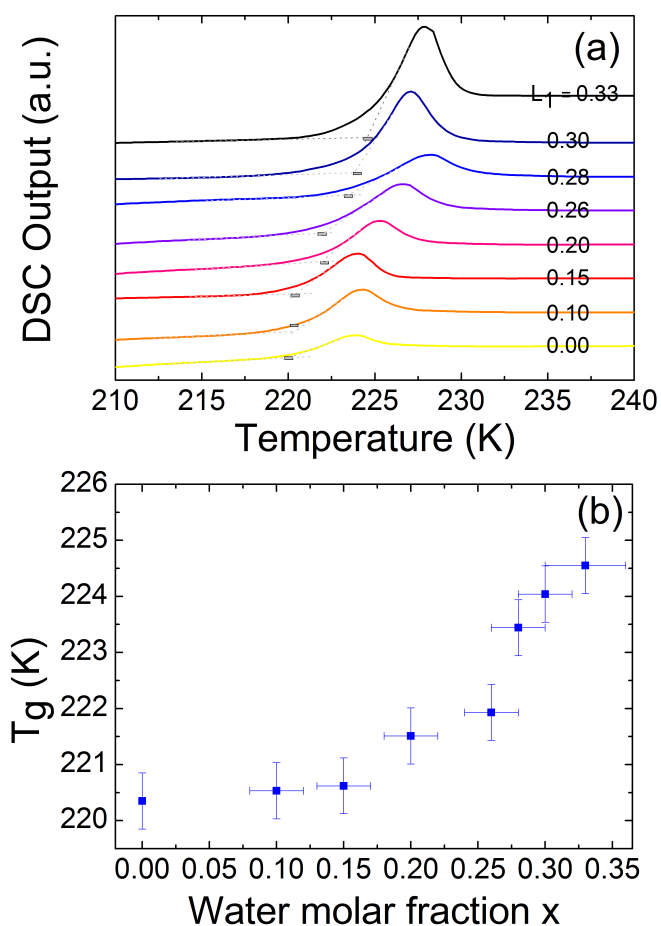 (a)
DSC Output (a.u.)
L1 = 0.33
0.30
0.28
0.26
0.20
0.15
0.10
0.00
210 215 220 225 230 235 240
Temperature (K)
(b)
226
225
224
223
222
221
220
Tg (K)
0.00 0.05 0.10 0.15 0.20 0.25 0.30 0.35
Water molar fraction x